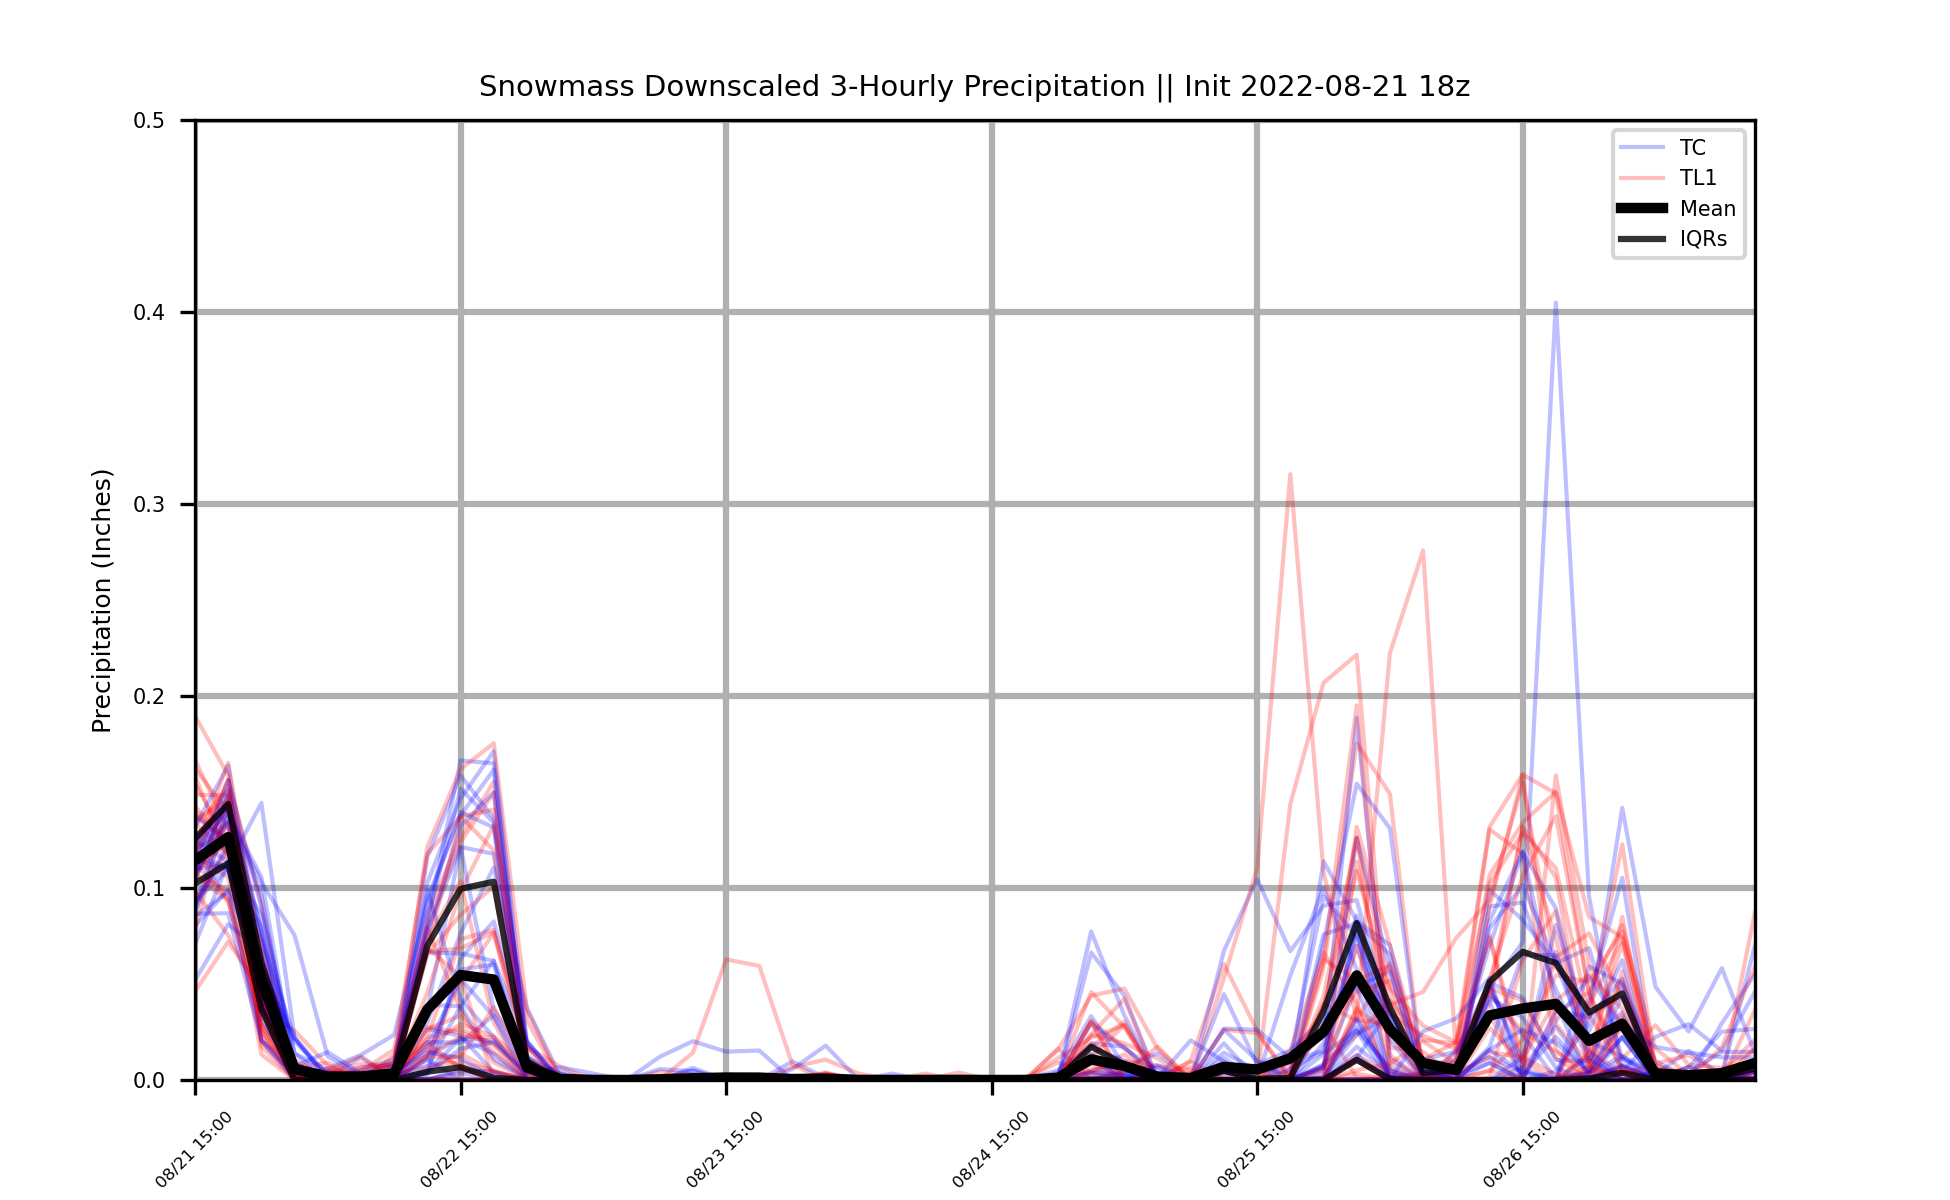 Snowmass Downscaled 3-Hourly Precipitation || Init 2022-08-21 18z
TC
TL1
Mean
IQRs
Precipitation (Inches)
0.5
0.4
0.3
0.2
0.1
0.0
08/21 15:00
08/22 15:00
08/23 15:00
08/24 15:00
08/25 15:00
08/26 15:00